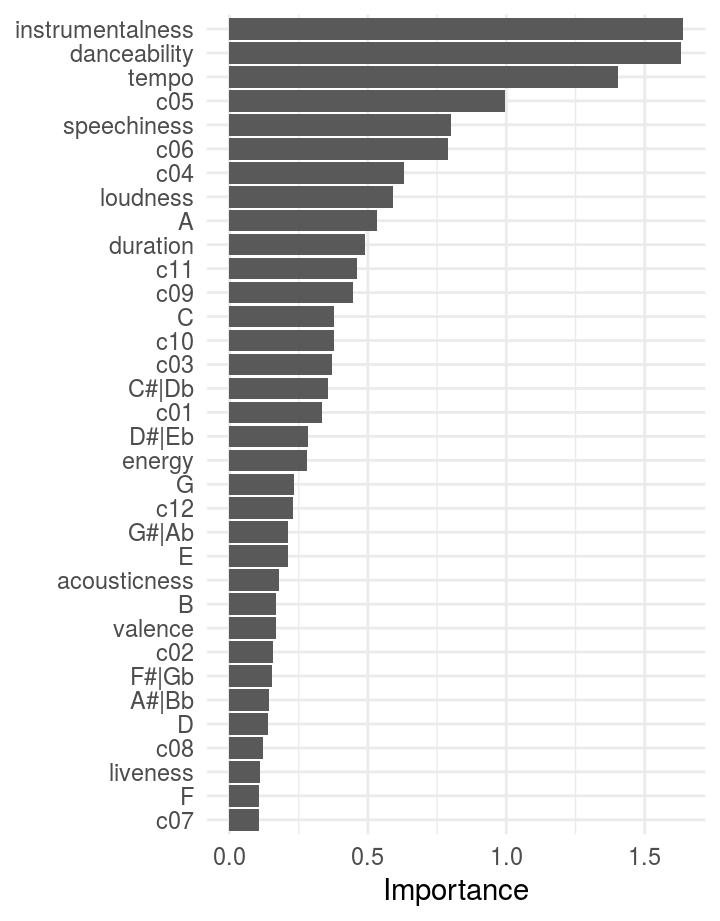 instrumentalness
danceability
tempo
c05
speechiness
c06
c04
loudness
A
duration
c11
c09
C
c10
c03
C#|Db
c01
D#|Eb
energy
G
c12
G#|Ab
E
acousticness
B
valence
c02
F#|Gb
A#|Bb
D
c08
liveness
F
c07
0.0 0.5 1.0 1.5
Importance